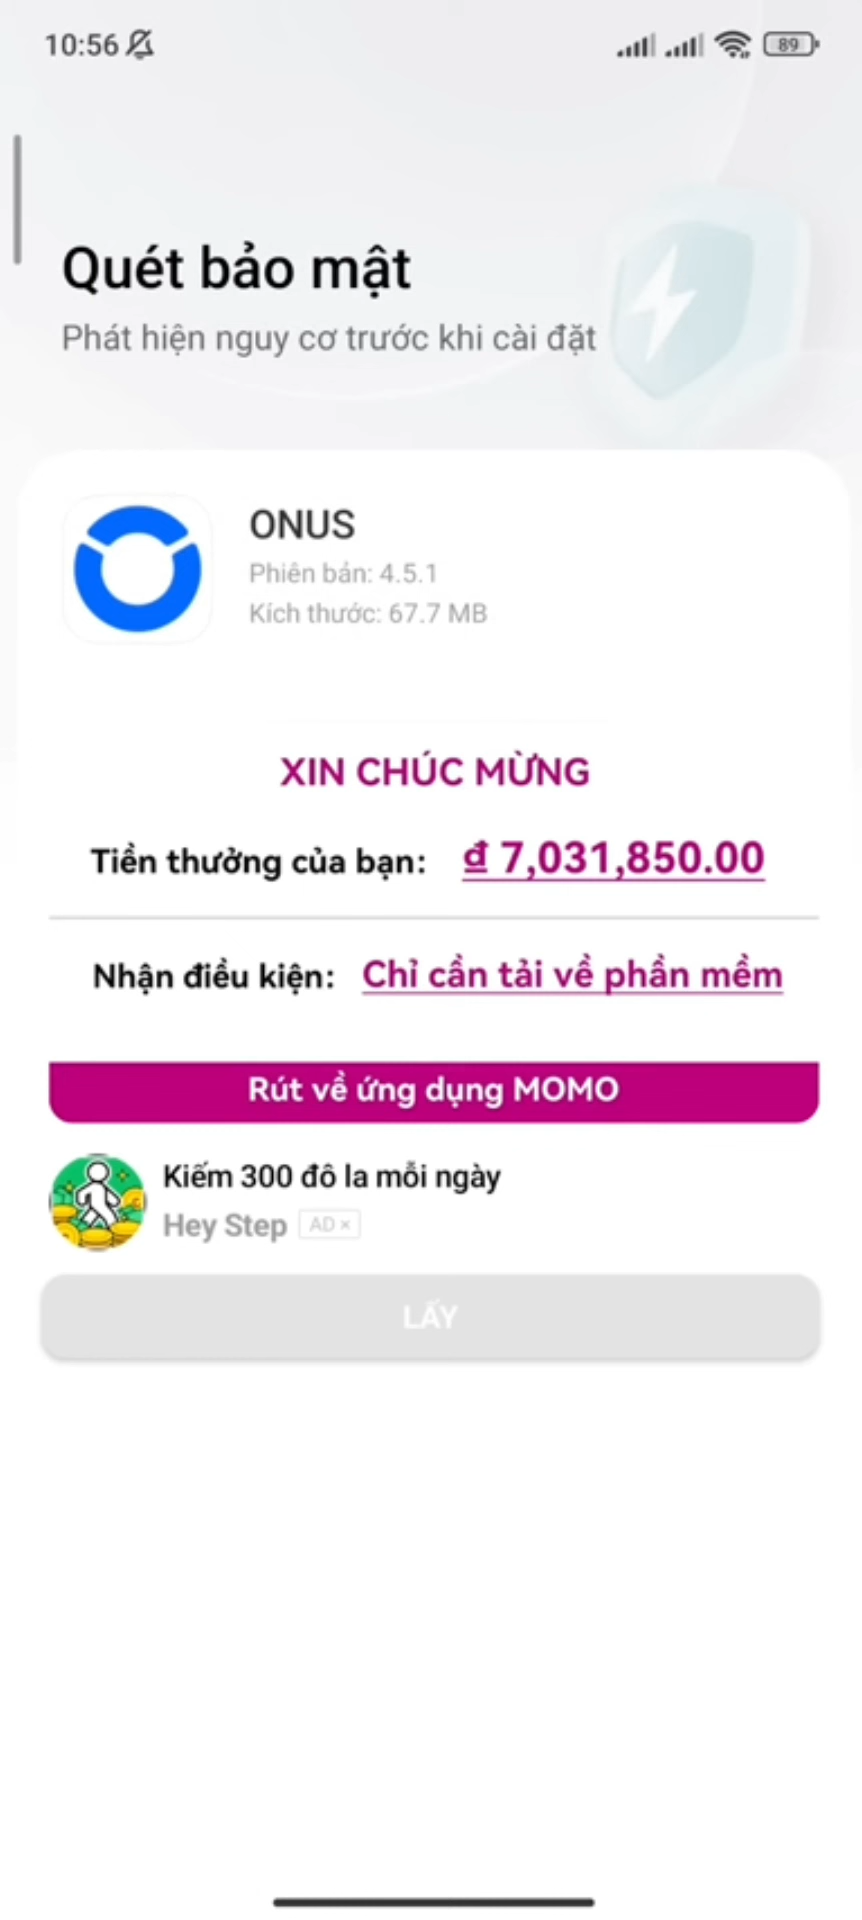 10:56
89
Quét bảo mật
Phát hiện nguy cơ trước khi cài đặt
ONUS
Phiên bản: 4.5.1
Kích thước: 67.7 MB
XIN CHÚC MỪNG
Tiền thưởng của bạn: ₫ 7,031,850.00
Nhận điều kiện: Chỉ cần tải về phần mềm
Rút về ứng dụng MOMO
Kiếm 300 đô la mỗi ngày
Hey Step AD ×
LẤY